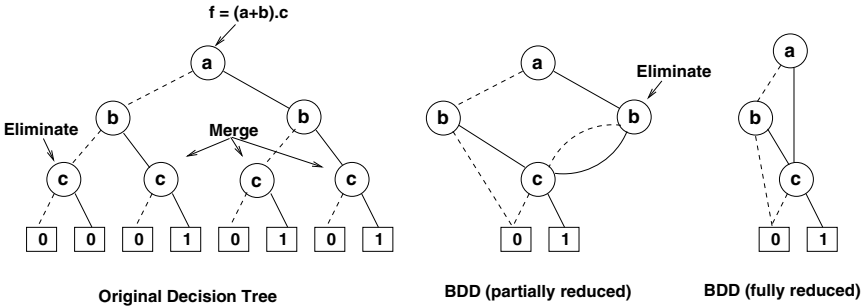 f = (a+b).c
a
a
a
Eliminate
b
b
b
b
b
Eliminate
Merge
c
c
c
c
c
c
0
0
0
1
0
1
0
1
0
1
0
1
Original Decision Tree
BDD (partially reduced)
BDD (fully reduced)